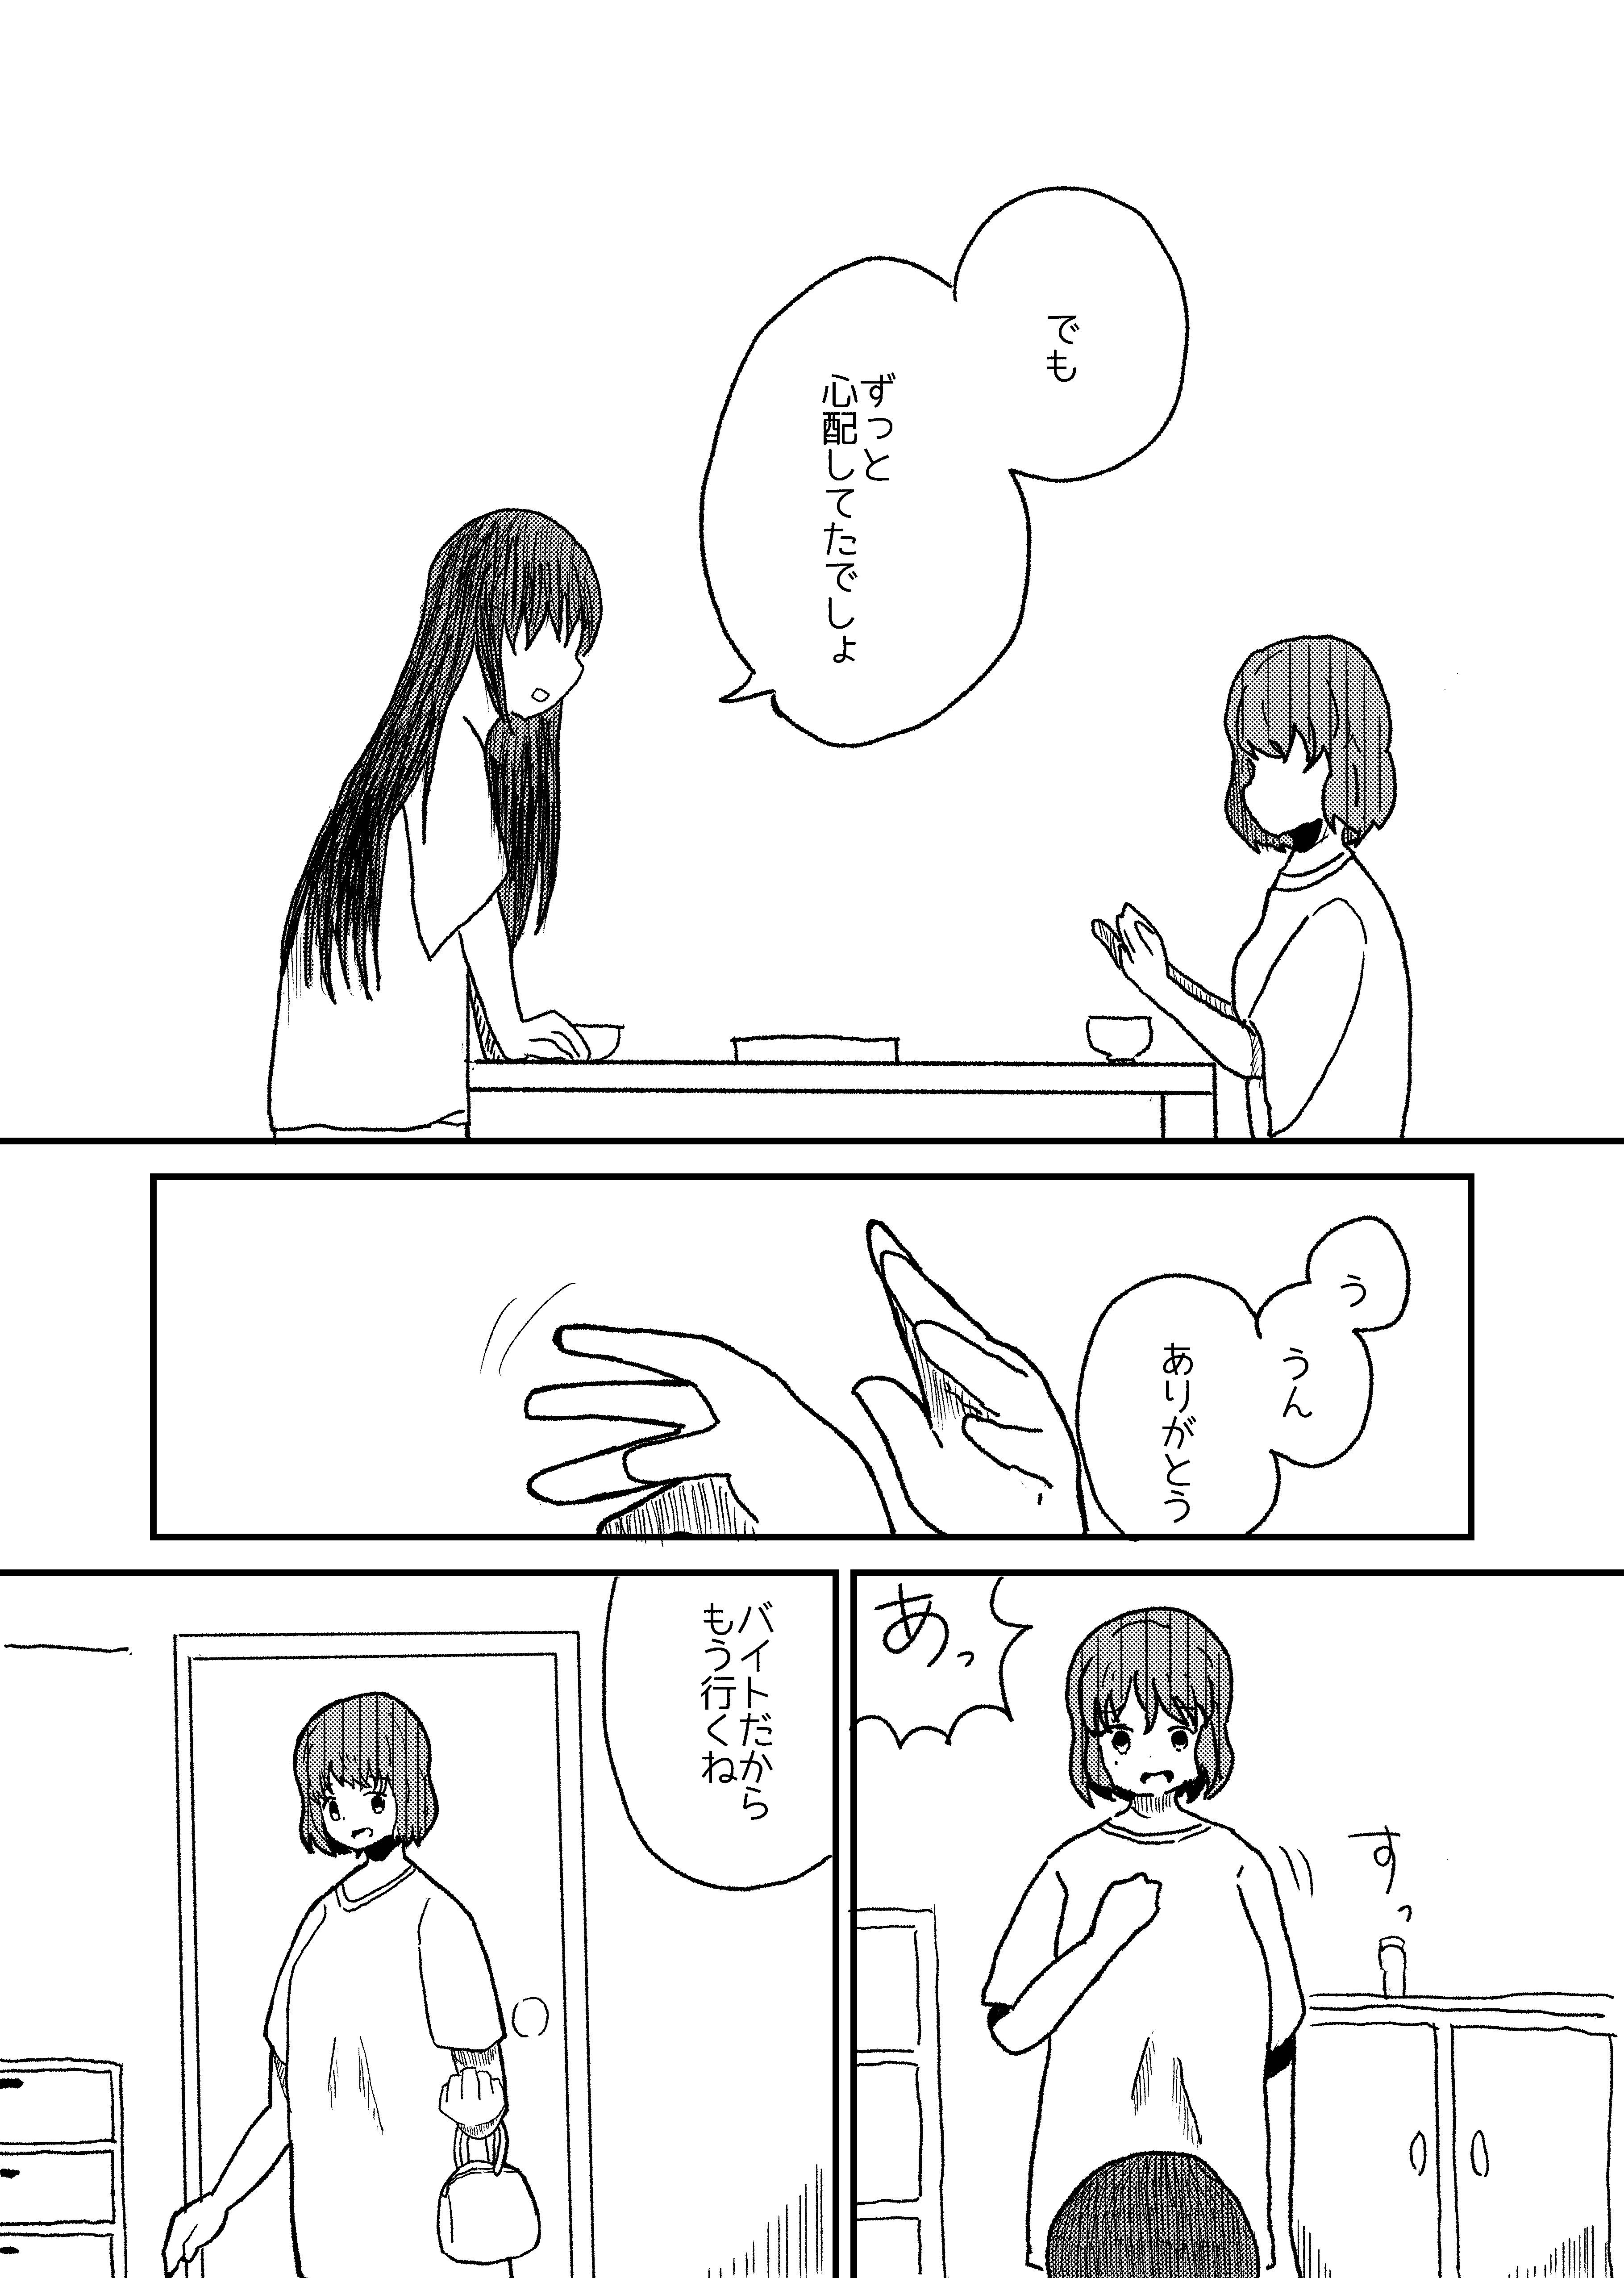 でも
ずっと
心配してたでしょ
う
うん
ありがとう
すっ
あっ
バイトだから
もう行くね